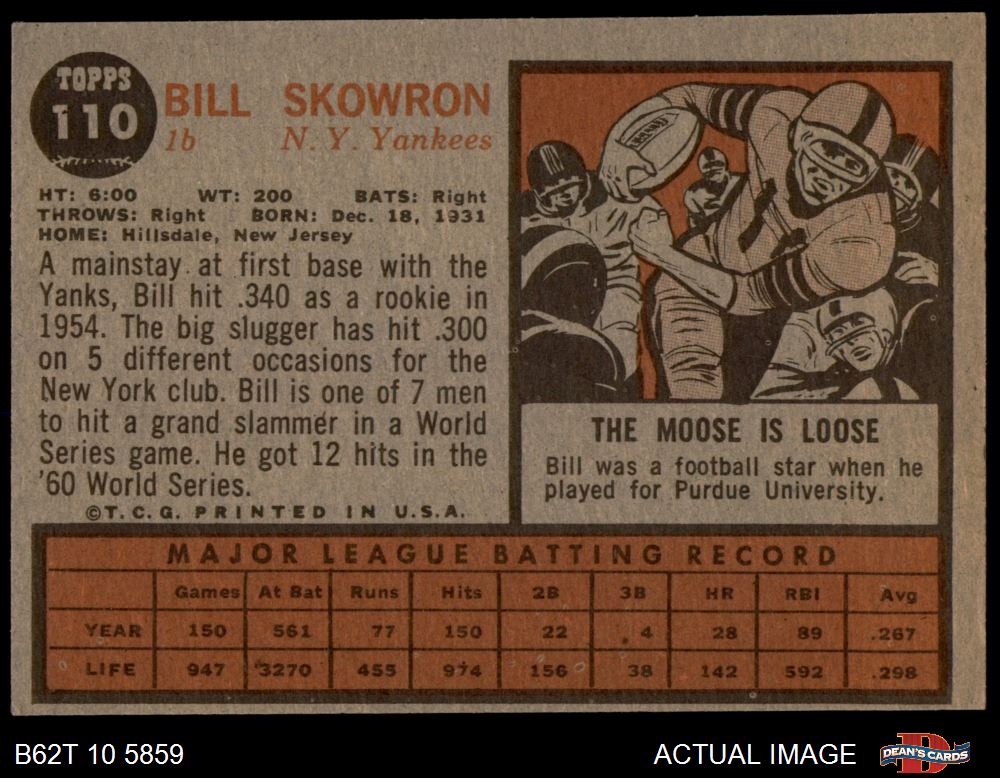 TOPPS
110
BILL SKOWRON
1b N. Y. Yankees
HT: 6:00 WT: 200 BATS: Right
THROWS: Right BORN: Dec. 18, 1931
HOME: Hillsdale, New Jersey
A mainstay at first base with the
Yanks, Bill hit .340 as a rookie in
1954. The big slugger has hit .300
on 5 different occasions for the
New York club. Bill is one of 7 men
to hit a grand slammer in a World
Series game. He got 12 hits in the
'60 World Series.
©T.C.G. PRINTED IN U.S.A.
THE MOOSE IS LOOSE
Bill was a football star when he
played for Purdue University.
MAJOR LEAGUE BATTING RECORD
Games At Bat Runs Hits 2B 3B HR RBI Avg
YEAR 150 561 77 150 22 4 28 89 .267
LIFE 947 3270 455 974 156 38 142 592 .298
B62T 10 5859
ACTUAL IMAGE
DEAN'S CARDS